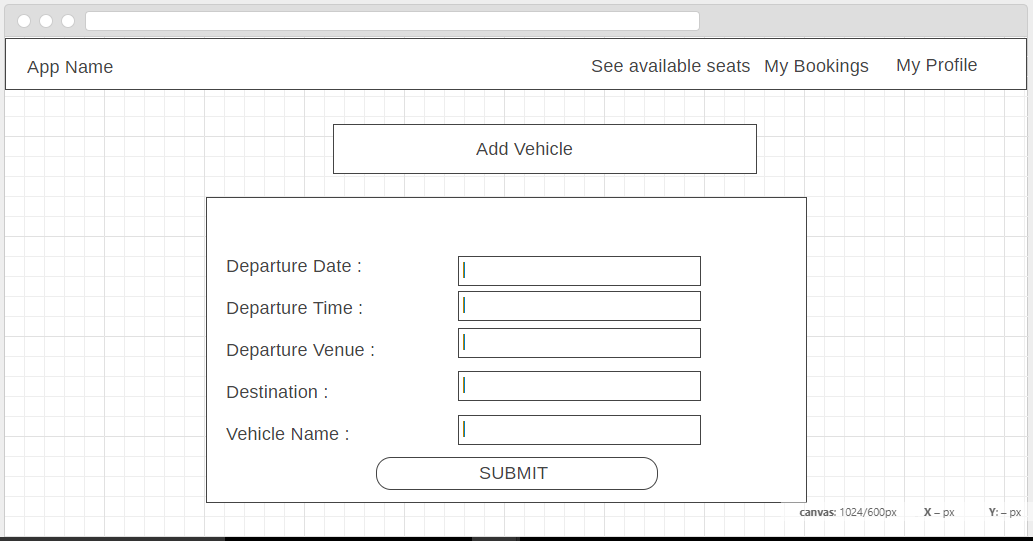 App Name See available seats My Bookings My Profile
Add Vehicle
Departure Date :
Departure Time :
Departure Venue :
Destination :
Vehicle Name :
SUBMIT
canvas: 1024/600px X – px Y: – px